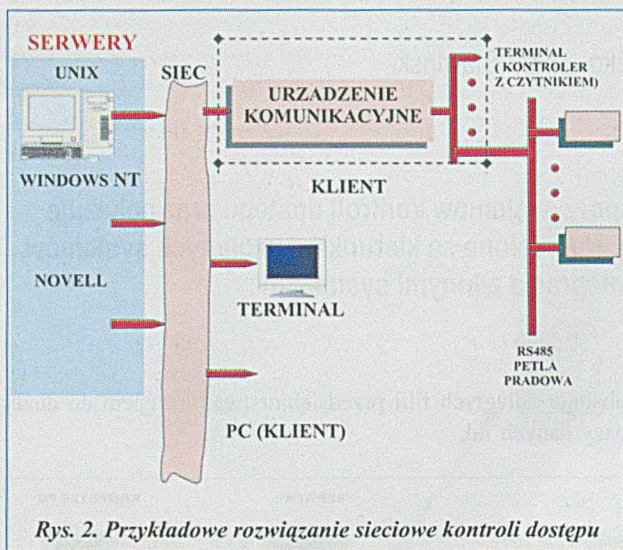 SERWERY
UNIX
SIEC
WINDOWS NT
NOVELL
URZADZENIE
KOMUNIKACYJNE
KLIENT
TERMINAL
( KONTROLER
Z CZYTNIKIEM)
TERMINAL
PC (KLIENT)
RS485
PETLA
PRADOWA
Rys. 2. Przykładowe rozwiązanie sieciowe kontroli dostępu